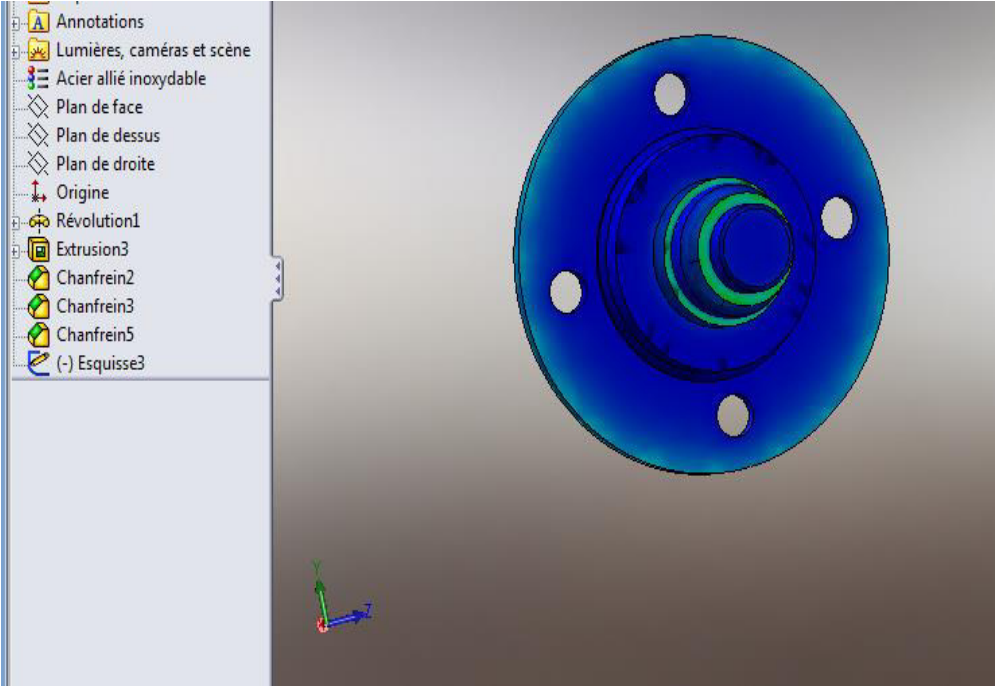 Annotations
Lumières, caméras et scène
Acier allié inoxydable
Plan de face
Plan de dessus
Plan de droite
Origine
Révolution1
Extrusion3
Chanfrein2
Chanfrein3
Chanfrein5
(-) Esquisse3
Y
Z